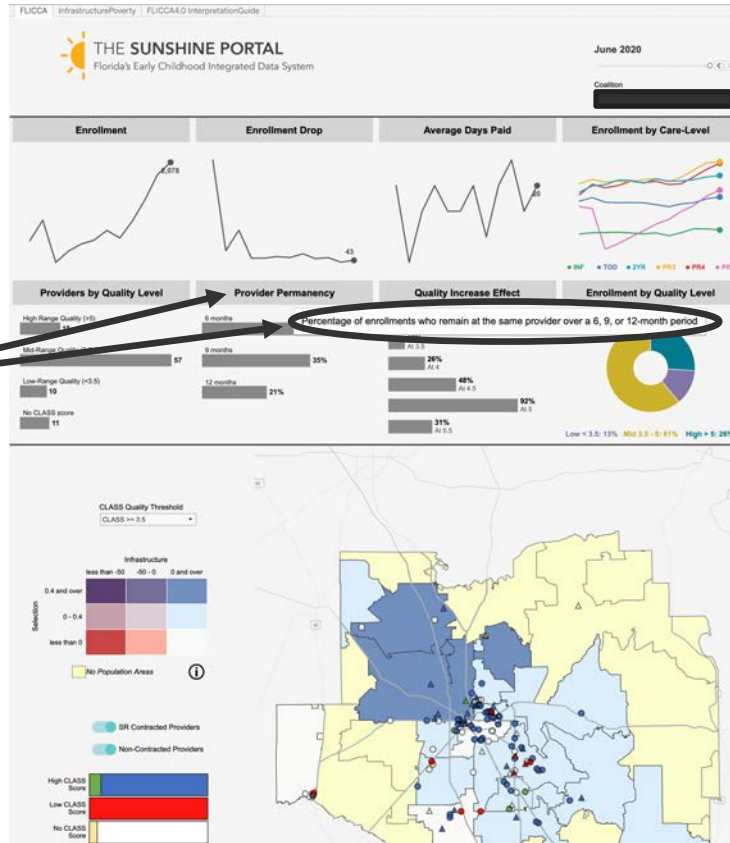 FLICCA InfrastructurePoverty FLICCA4.0 InterpretationGuide
THE SUNSHINE PORTAL
Florida's Early Childhood Integrated Data System
June 2020
Coalition
Enrollment
Enrollment Drop
Average Days Paid
Enrollment by Care-Level
43
20
INF TOD 2YR PR3 PR4
Providers by Quality Level
Provider Permanency
Quality Increase Effect
Enrollment by Quality Level
High Range Quality (>5)
6 months
Percentage of enrollments who remain at the same provider over a 6, 9, or 12-month period
At 3.5
57
9 months
35%
26%
At 4
Low-Range Quality (<3.5)
10
12 months
21%
48%
At 4.5
92%
At 5
No CLASS score
11
31%
At 5.5
Low < 3.5: 13% Mid 3.5 - 5: 61% High > 5: 26%
CLASS Quality Threshold
CLASS >= 3.5
Infrastructure
less than -50 -50 - 0 0 and over
Selection
0.4 and over
0 - 0.4
less than 0
No Population Areas
SR Contracted Providers
Non-Contracted Providers
High CLASS
Score
Low CLASS
Score
No CLASS
Score